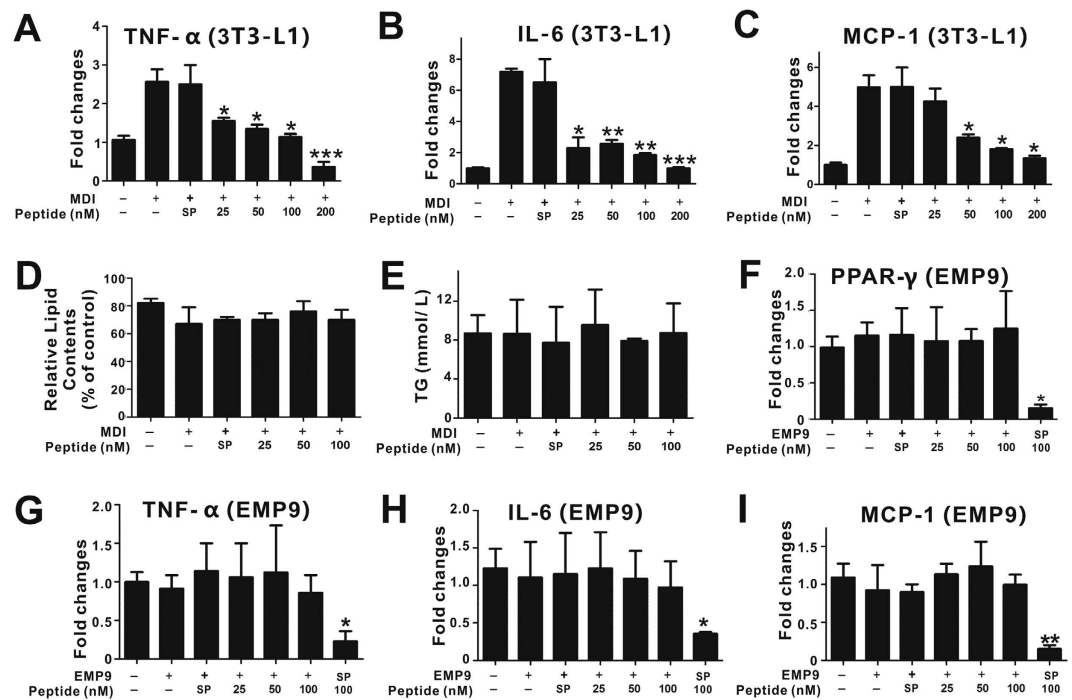 A
TNF- α (3T3-L1)
Fold changes
4
3
2
1
0
MDI – + + + + + +
Peptide (nM) – – SP 25 50 100 200
* * * ***
B
IL-6 (3T3-L1)
Fold changes
10
8
6
4
2
0
MDI – + + + + + +
Peptide (nM) – – SP 25 50 100 200
* ** ** ***
C
MCP-1 (3T3-L1)
Fold changes
8
6
4
2
0
MDI – + + + + + +
Peptide (nM) – – SP 25 50 100 200
* * *
D
Relative Lipid
Contents
(% of control)
100
80
60
40
20
0
MDI – + + + + +
Peptide (nM) – – SP 25 50 100
E
TG (mmol/ L)
12
8
4
0
MDI – + + + + +
Peptide (nM) – – SP 25 50 100
F
PPAR-γ (EMP9)
Fold changes
2.0
1.5
1.0
0.5
0
*
EMP9 – + + + + + SP
Peptide (nM) – – SP 25 50 100 100
G
TNF- α (EMP9)
Fold changes
2.0
1.5
1.0
0.5
0
*
EMP9 – + + + + + SP
Peptide (nM) – – SP 25 50 100 100
H
IL-6 (EMP9)
Fold changes
2.0
1.5
1.0
0.5
0
*
EMP9 – + + + + + SP
Peptide (nM) – – SP 25 50 100 100
I
MCP-1 (EMP9)
Fold changes
2.0
1.5
1.0
0.5
0
**
EMP9 – + + + + + SP
Peptide (nM) – – SP 25 50 100 100